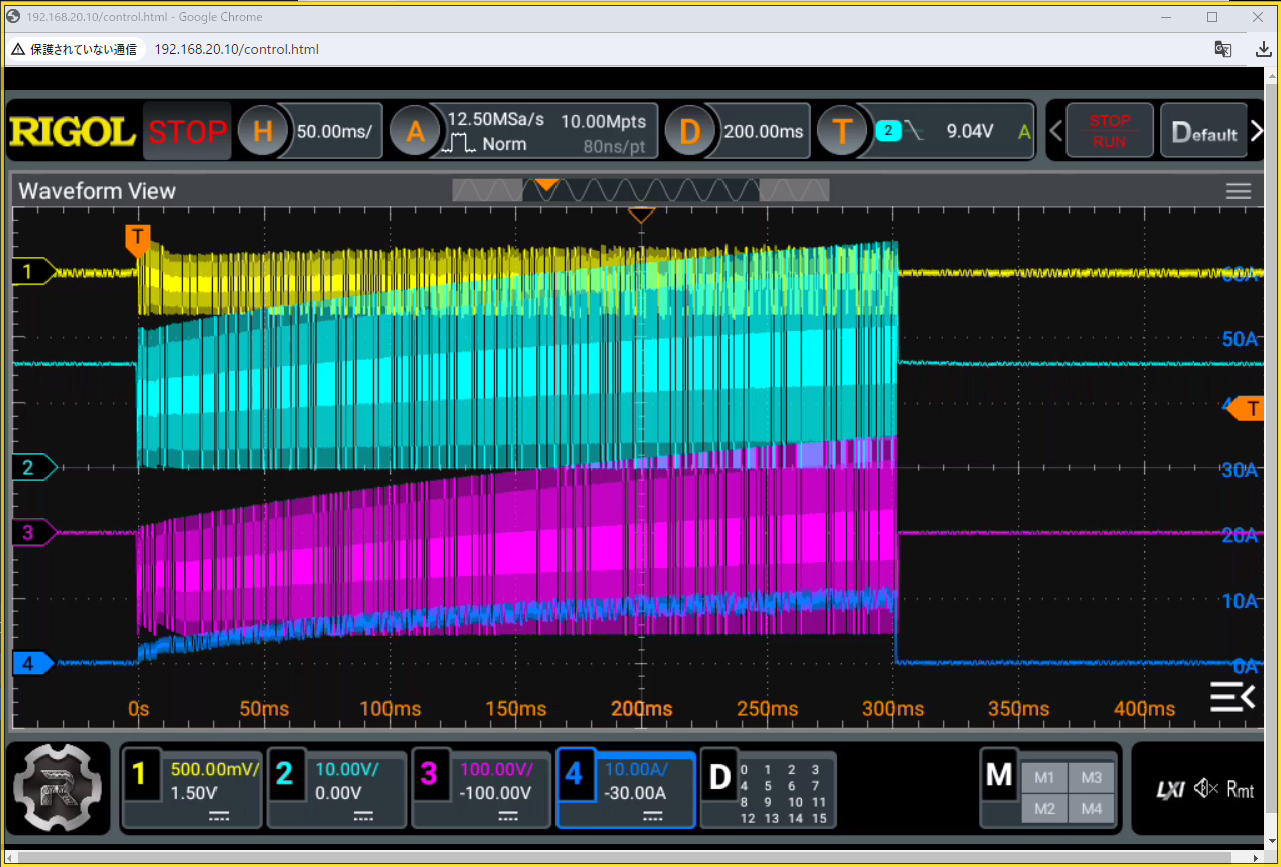 192.168.20.10/control.html - Google Chrome
保護されていない通信 192.168.20.10/control.html
RIGOL STOP H 50.00ms/ A 12.50MSa/s 10.00Mpts D 200.00ms T 2 9.04V A STOP Default
Norm 80ns/pt RUN
Waveform View
T
1
50A
T
2
30A
3
20A
10A
4
0A
0s 50ms 100ms 150ms 200ms 250ms 300ms 350ms 400ms
1 500.00mV/ 2 10.00V/ 3 100.00V/ 4 10.00A/ D 0 1 2 3 M M1 M3
1.50V 0.00V -100.00V -30.00A 4 5 6 7 LXI Rmt
8 9 10 11 M2 M4
12 13 14 15
R